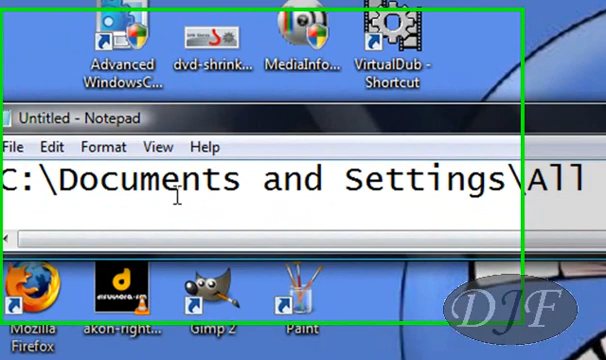 Advanced
WindowsC...
dvd-shrink...
MediaInfo...
VirtualDub -
Shortcut
Untitled - Notepad
File Edit Format View Help
C:\Documents and Settings\All
Mozilla
Firefox
akon-right...
Gimp 2
Paint
DJF